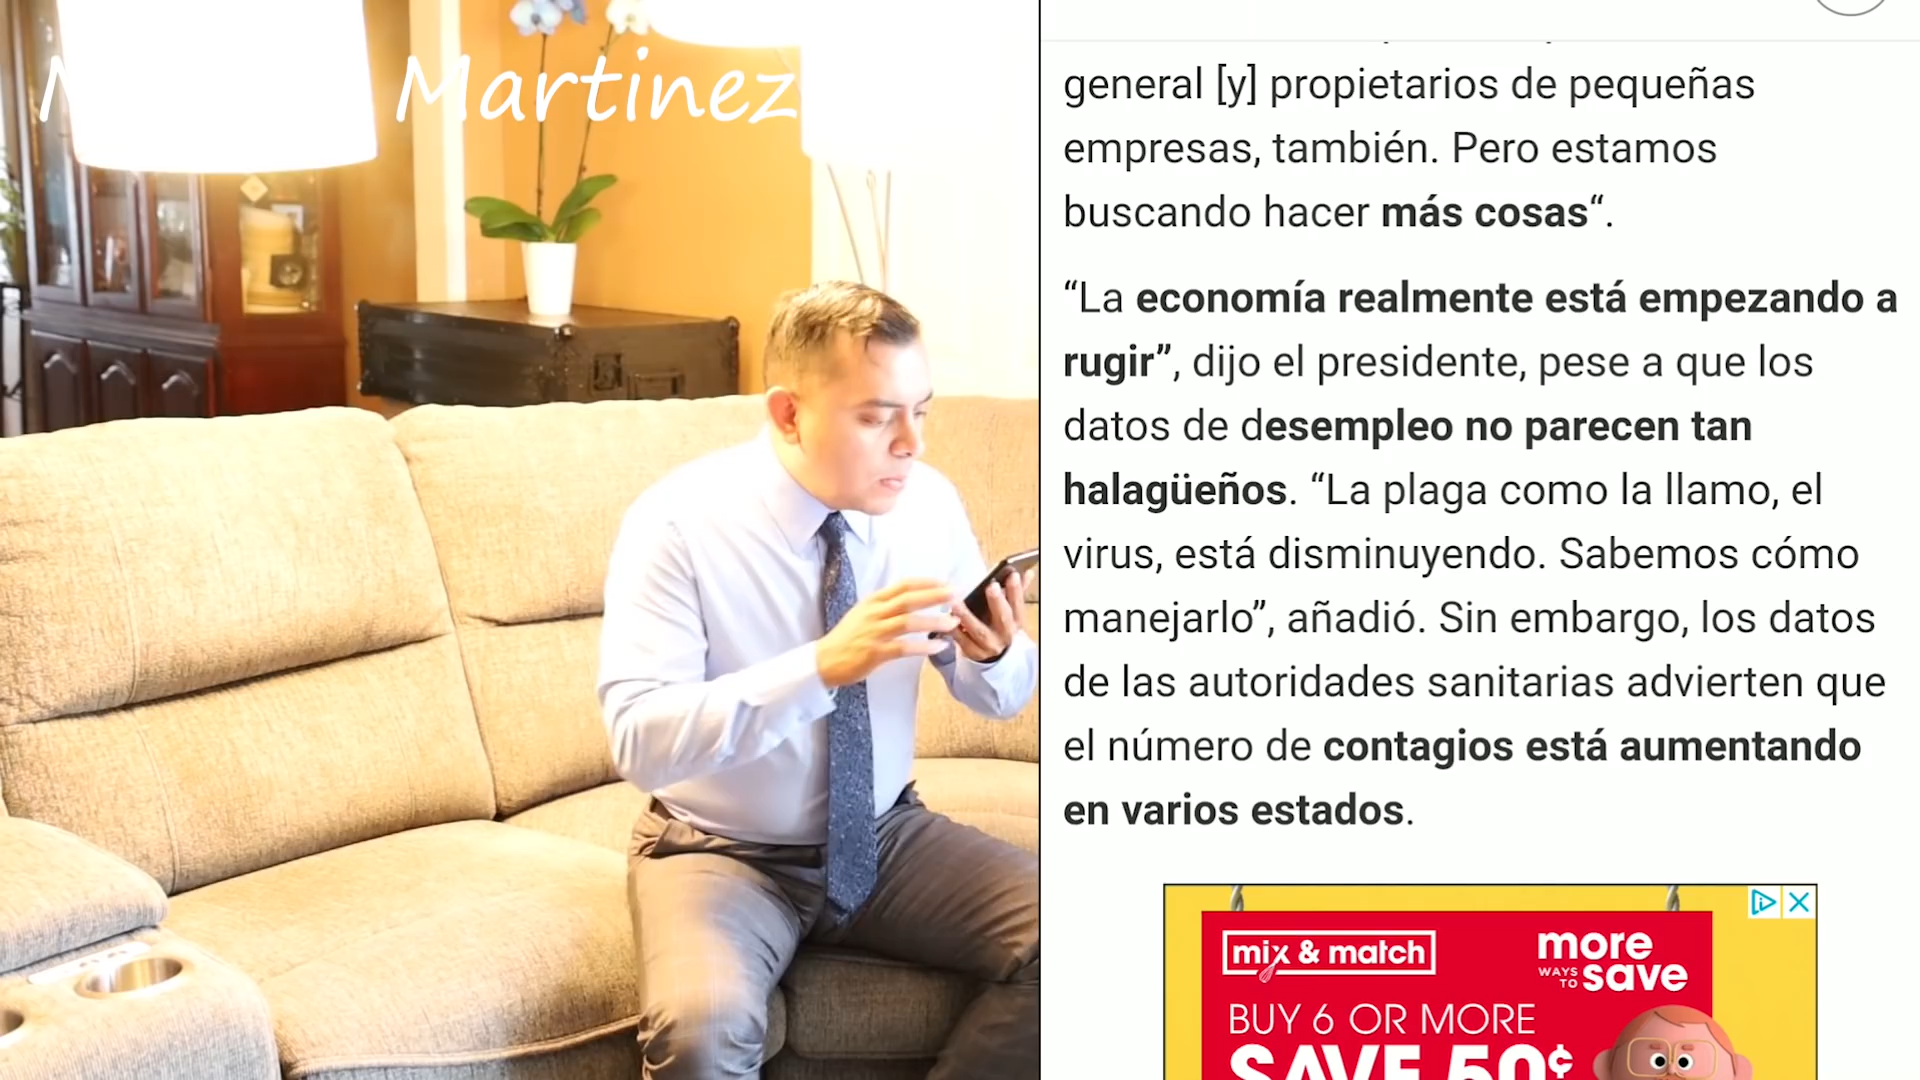 Martinez
general [y] propietarios de pequeñas
empresas, también. Pero estamos
buscando hacer más cosas“.
“La economía realmente está empezando a
rugir”, dijo el presidente, pese a que los
datos de desempleo no parecen tan
halagüeños. “La plaga como la llamo, el
virus, está disminuyendo. Sabemos cómo
manejarlo”, añadió. Sin embargo, los datos
de las autoridades sanitarias advierten que
el número de contagios está aumentando
en varios estados.
mix & match
more
WAYS TO save
BUY 6 OR MORE
SAVE 50¢